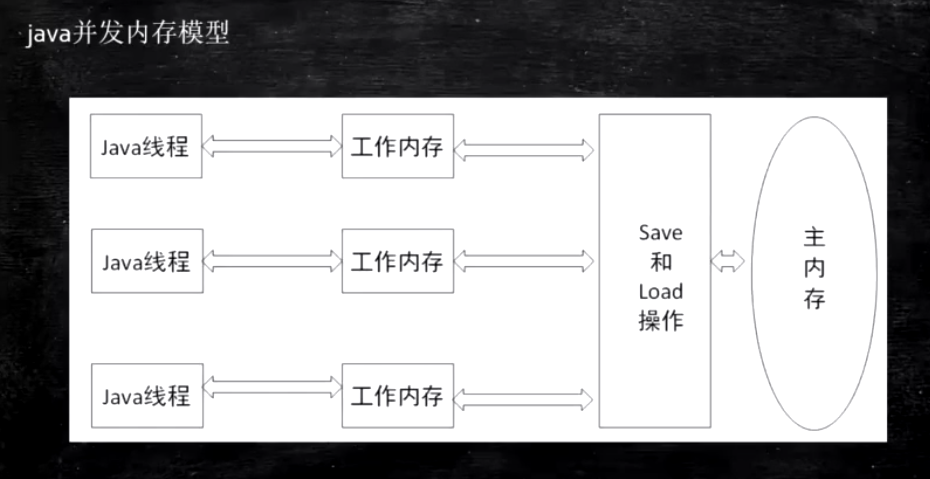 java并发内存模型
Java线程
工作内存
Java线程
工作内存
Java线程
工作内存
Save
和
Load
操作
主
内
存